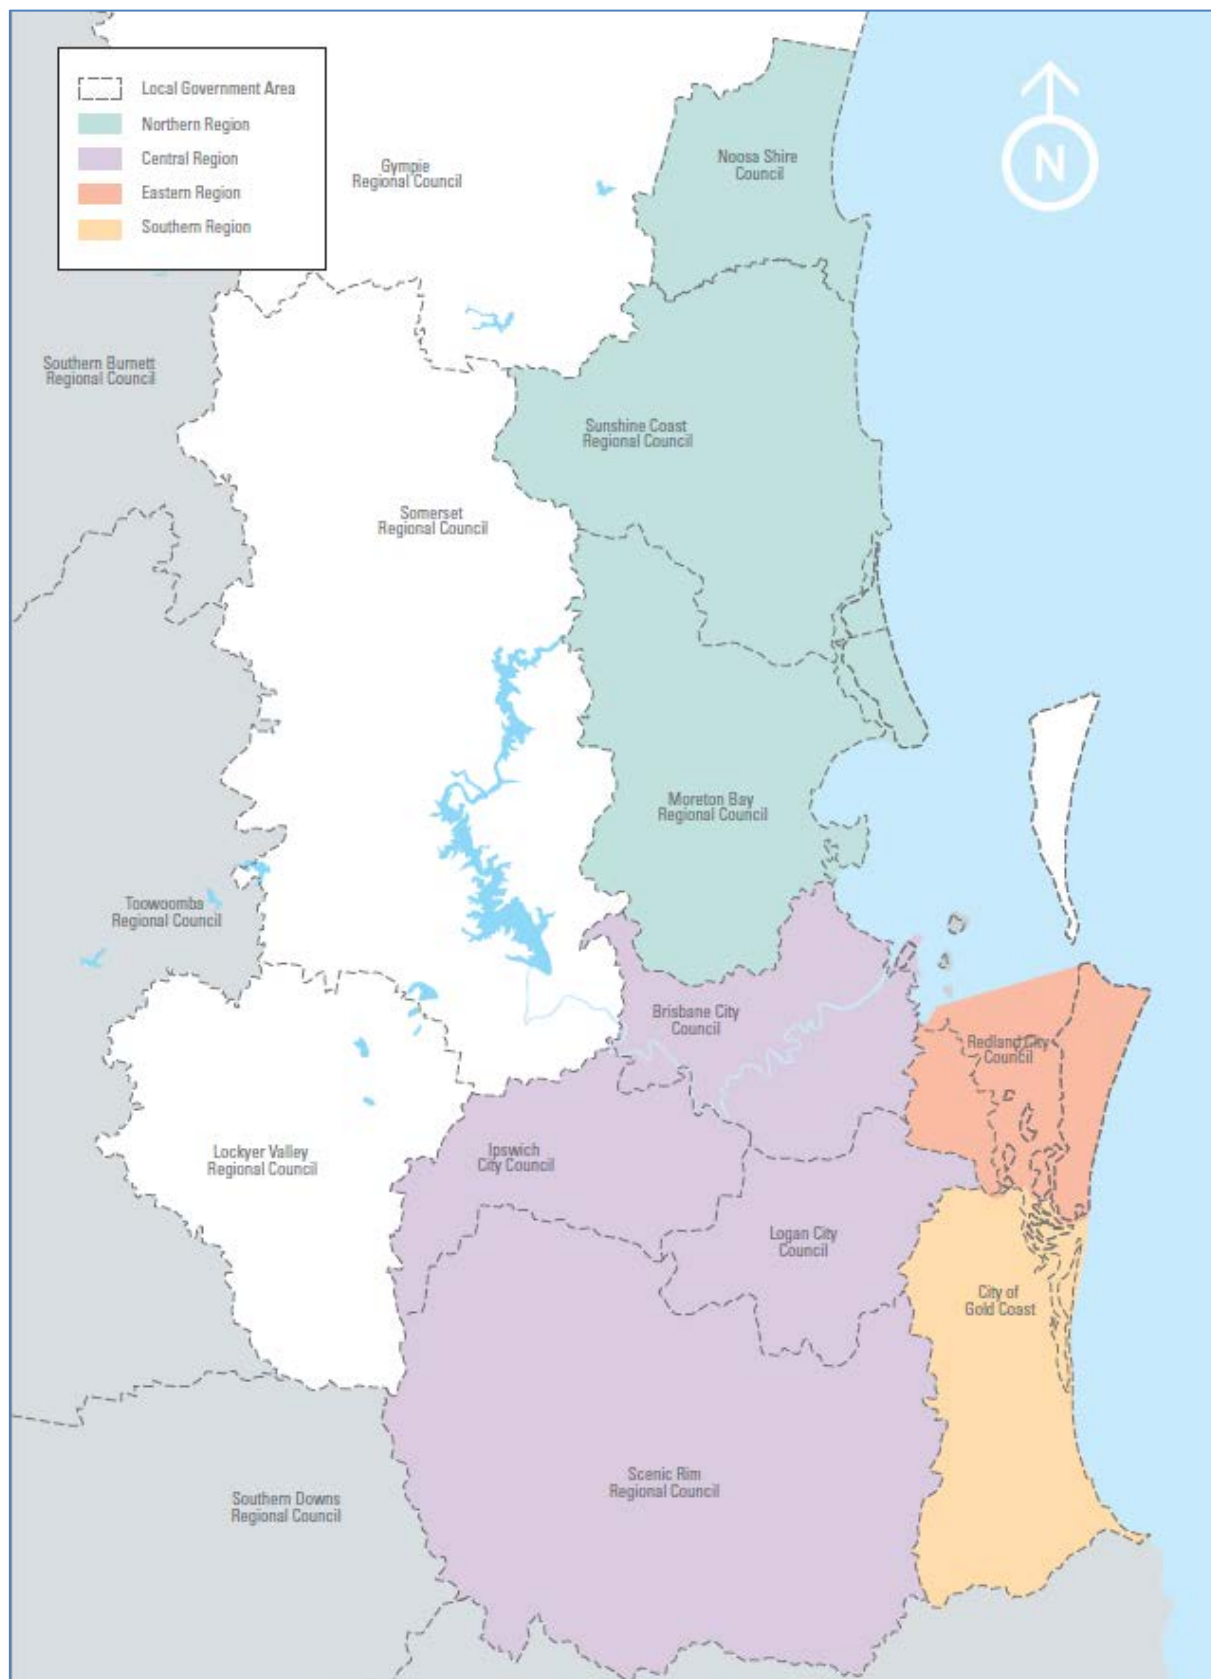 Local Government Area
Northern Region
Central Region
Eastern Region
Southern Region
N
Noosa Shire
Council
Gympie
Regional Council
Southern Burnett
Regional Council
Sunshine Coast
Regional Council
Somerset
Regional Council
Moreton Bay
Regional Council
Toowoomba
Regional Council
Brisbane City
Council
Redland City
Council
Lockyer Valley
Regional Council
Ipswich
City Council
Logan City
Council
City of
Gold Coast
Scenic Rim
Regional Council
Southern Downs
Regional Council